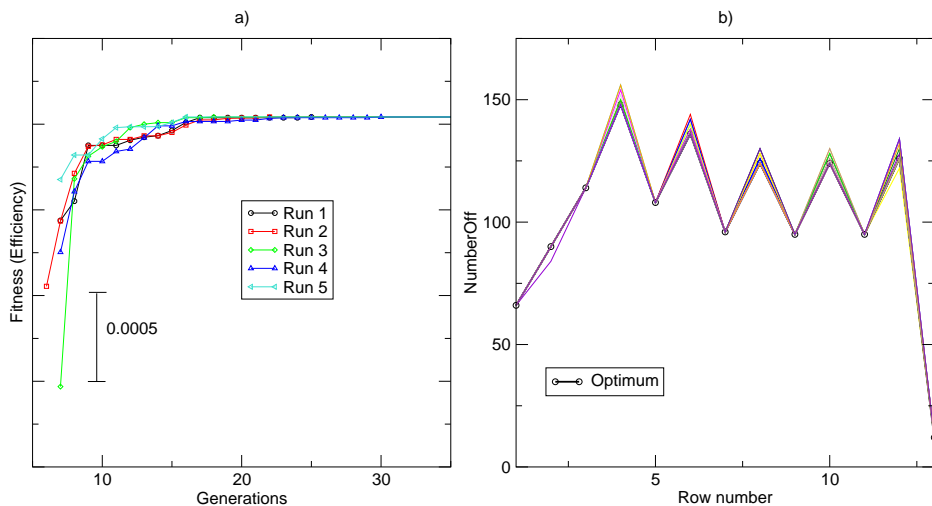 a)
Fitness (Efficiency)
Run 1
Run 2
Run 3
Run 4
Run 5
0.0005
10
20
30
Generations
b)
NumberOff
150
100
50
0
Optimum
5
10
Row number